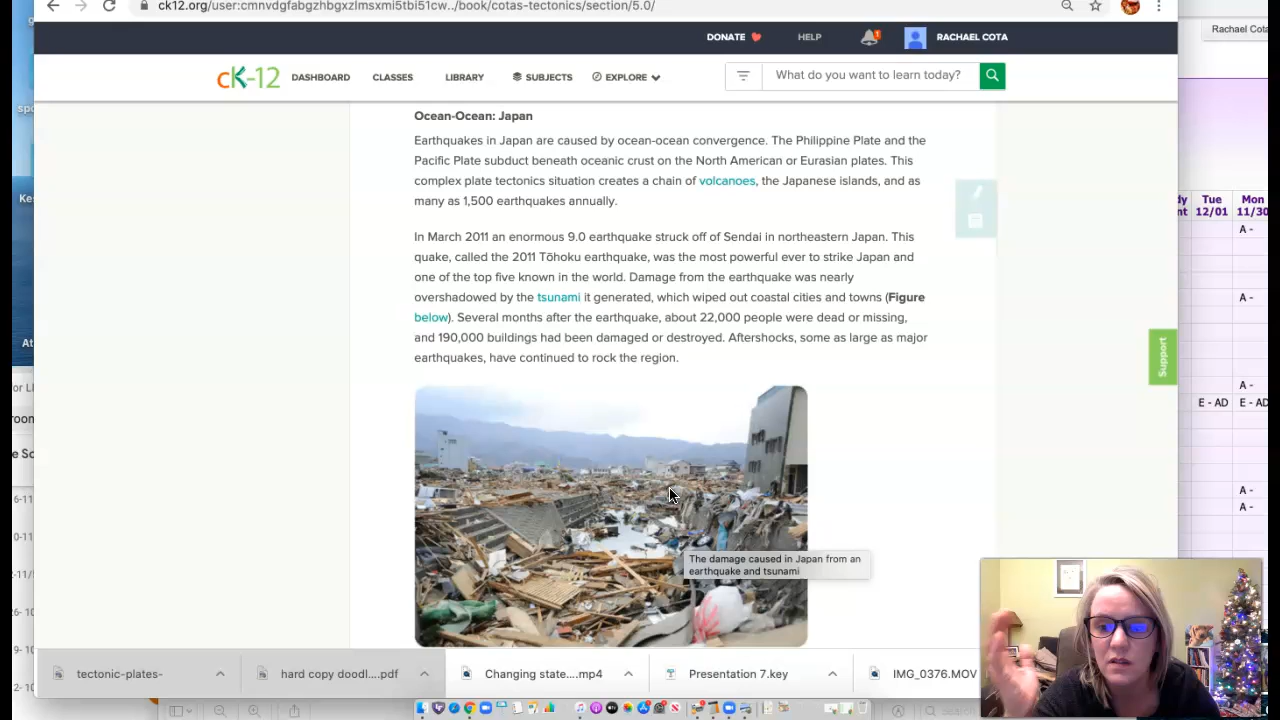 ck12.org/user:cmnvdgfabgzhbgxzlmsxmi5tbi51cw../book/cotas-tectonics/section/5.0/
Rachael Cota
DONATE
HELP
1
RACHAEL COTA
cK-12
DASHBOARD
CLASSES
LIBRARY
SUBJECTS
EXPLORE
What do you want to learn today?
Ocean-Ocean: Japan
Earthquakes in Japan are caused by ocean-ocean convergence. The Philippine Plate and the
Pacific Plate subduct beneath oceanic crust on the North American or Eurasian plates. This
complex plate tectonics situation creates a chain of volcanoes, the Japanese islands, and as
many as 1,500 earthquakes annually.
In March 2011 an enormous 9.0 earthquake struck off of Sendai in northeastern Japan. This
quake, called the 2011 Tōhoku earthquake, was the most powerful ever to strike Japan and
one of the top five known in the world. Damage from the earthquake was nearly
overshadowed by the tsunami it generated, which wiped out coastal cities and towns (Figure
below). Several months after the earthquake, about 22,000 people were dead or missing,
and 190,000 buildings had been damaged or destroyed. Aftershocks, some as large as major
earthquakes, have continued to rock the region.
The damage caused in Japan from an
earthquake and tsunami
Support
Tue Mon
12/01 11/30
A -
A -
A -
E - AD E - AD
A -
A -
tectonic-plates-
hard copy doodl....pdf
Changing state....mp4
Presentation 7.key
IMG_0376.MOV